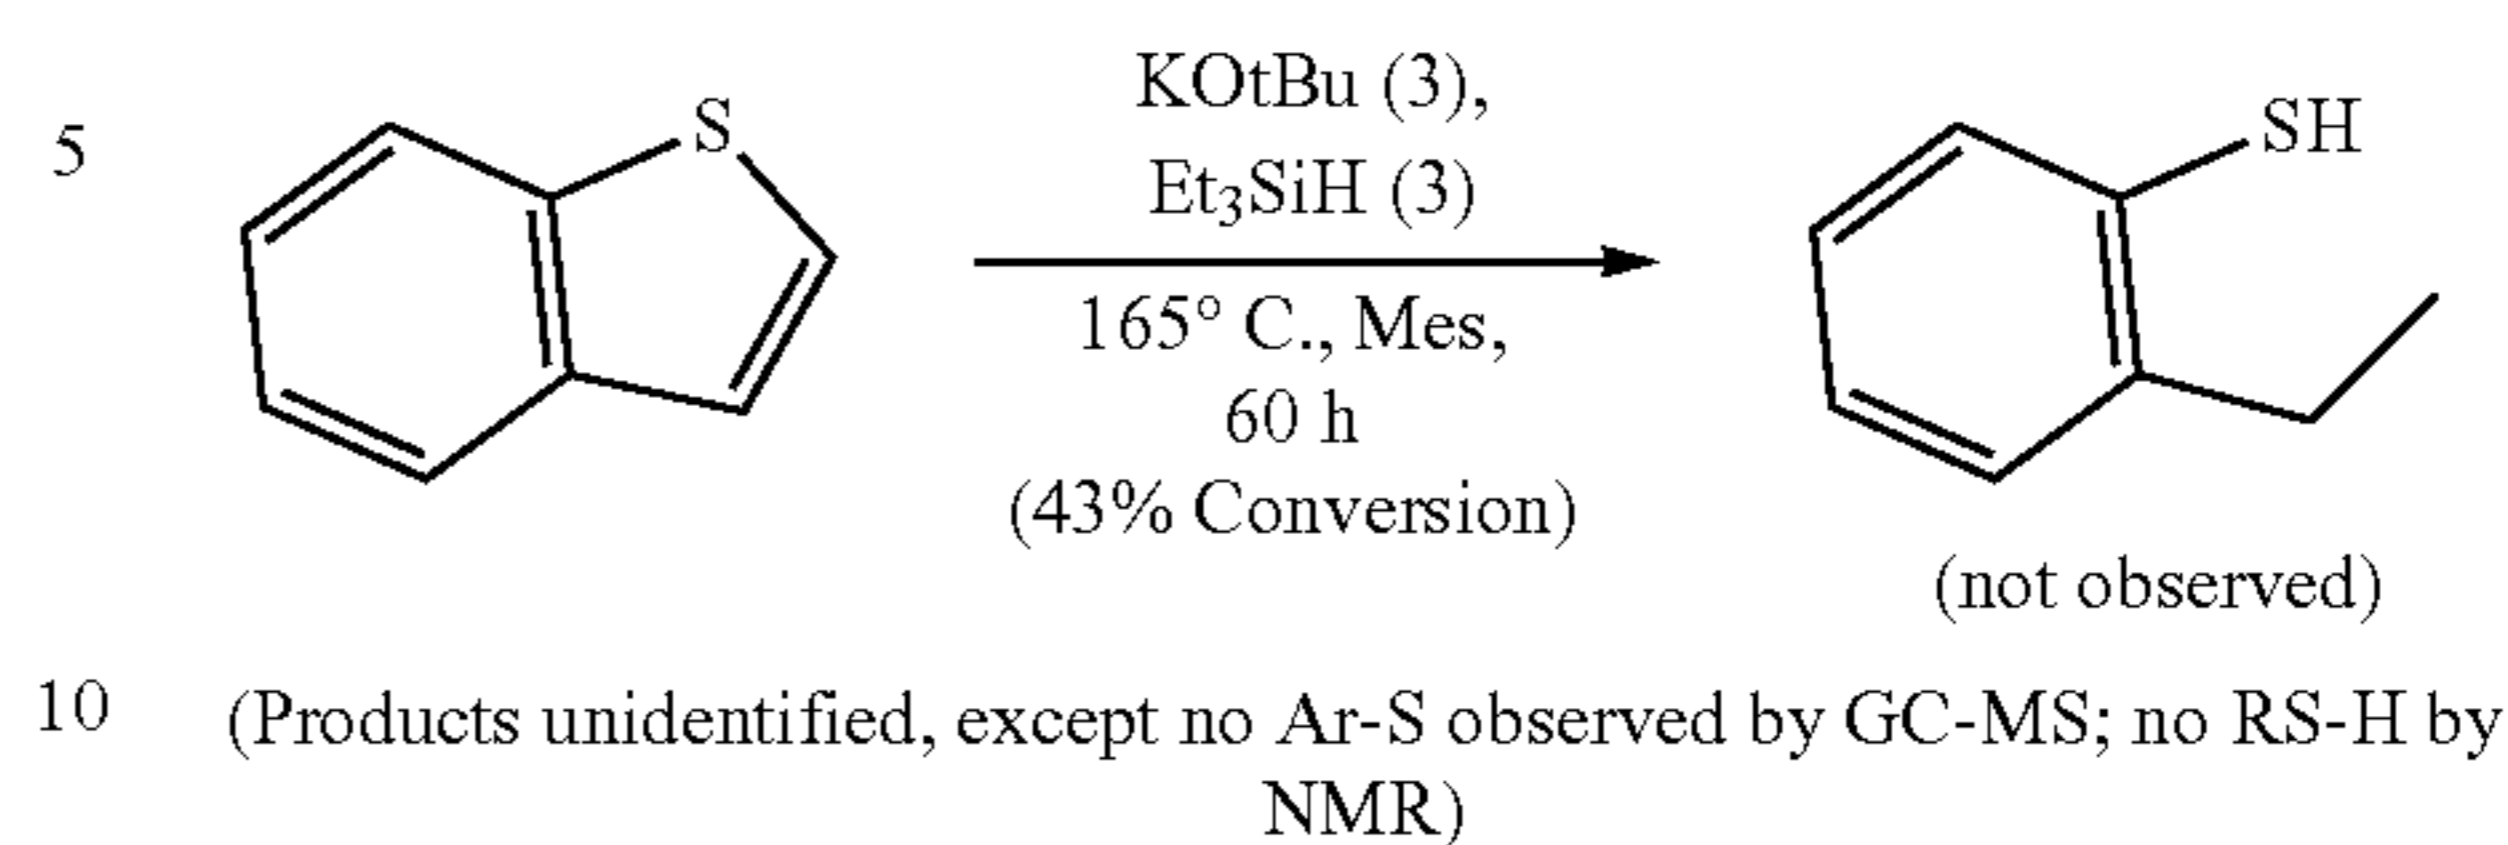 KOtBu (3),
5 S SH
Et₃SiH (3)
165° C., Mes,
60 h
(43% Conversion)
(not observed)
10 (Products unidentified, except no Ar-S observed by GC-MS; no RS-H by
NMR)